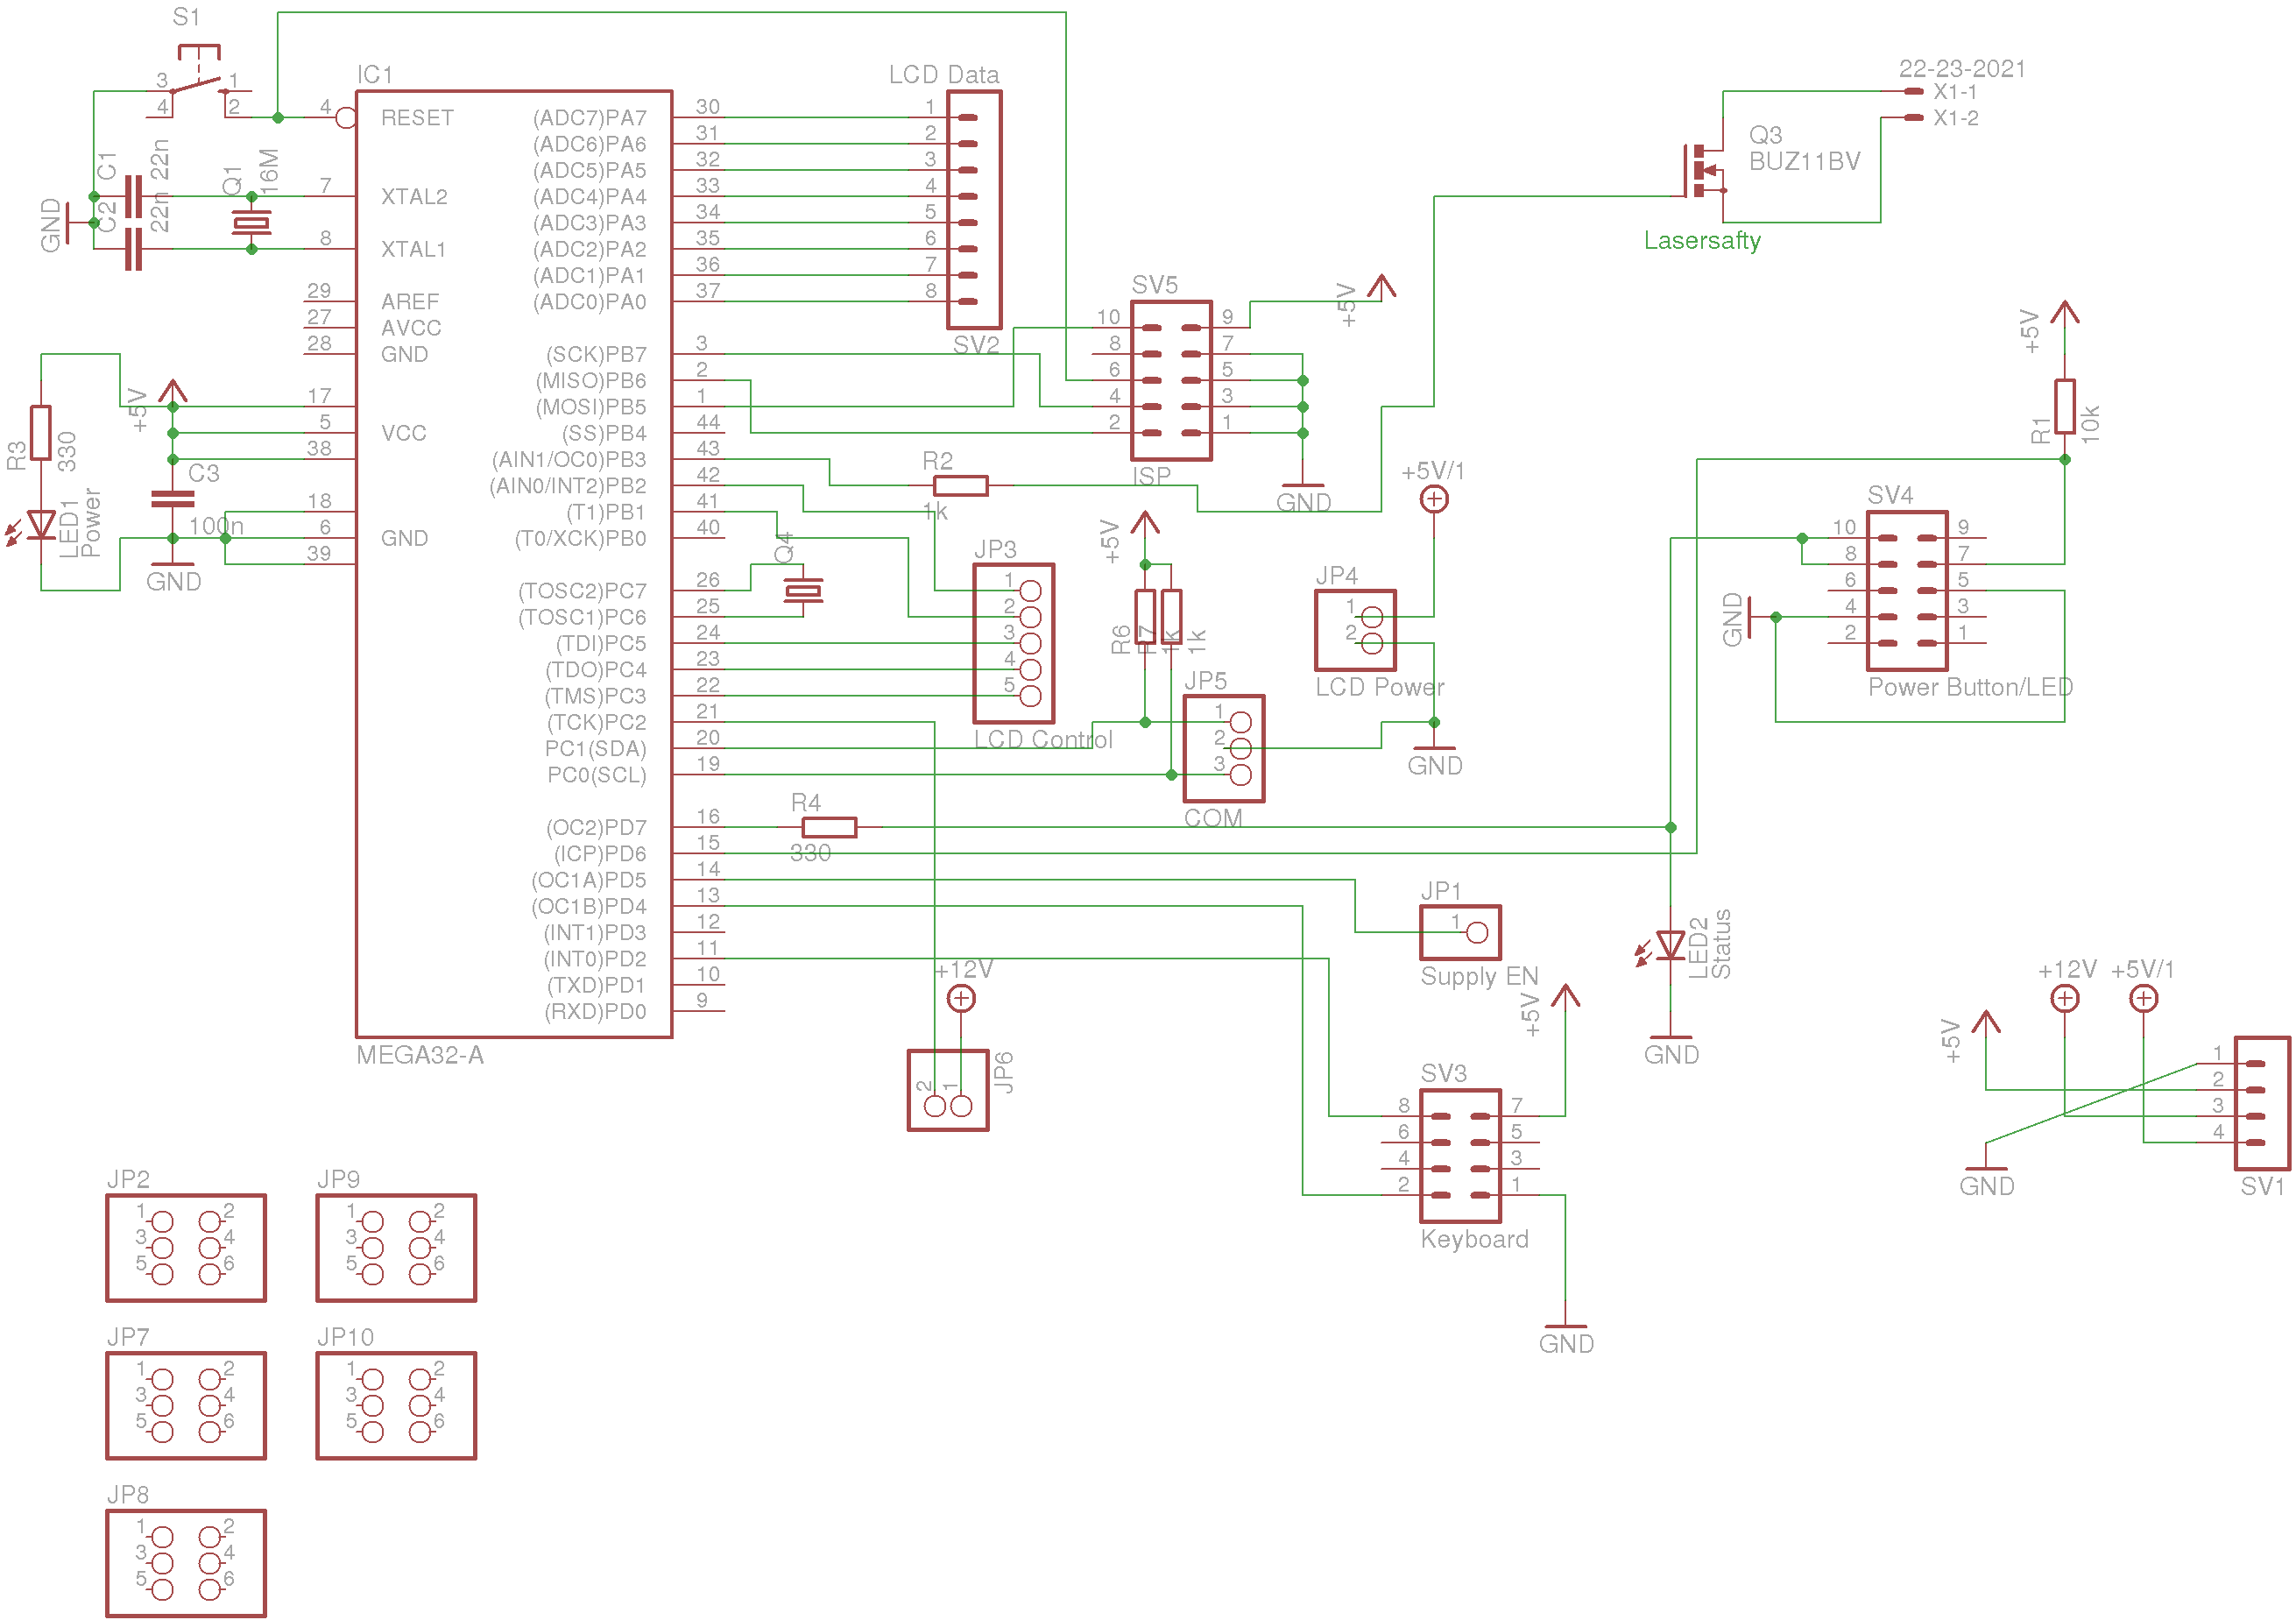 S1
3
1
4
2
C1
22n
C2
22n
Q1
16M
GND
IC1
4
RESET
7
XTAL2
8
XTAL1
29
AREF
27
AVCC
28
GND
17
5
VCC
38
18
6
GND
39
+5V
R3
330
LED1
Power
C3
100n
GND
(ADC7)PA7
30
(ADC6)PA6
31
(ADC5)PA5
32
(ADC4)PA4
33
(ADC3)PA3
34
(ADC2)PA2
35
(ADC1)PA1
36
(ADC0)PA0
37
(SCK)PB7
3
(MISO)PB6
2
(MOSI)PB5
1
(SS)PB4
44
(AIN1/OC0)PB3
43
(AIN0/INT2)PB2
42
(T1)PB1
41
(T0/XCK)PB0
40
(TOSC2)PC7
26
(TOSC1)PC6
25
(TDI)PC5
24
(TDO)PC4
23
(TMS)PC3
22
(TCK)PC2
21
PC1(SDA)
20
PC0(SCL)
19
(OC2)PD7
16
(ICP)PD6
15
(OC1A)PD5
14
(OC1B)PD4
13
(INT1)PD3
12
(INT0)PD2
11
(TXD)PD1
10
(RXD)PD0
9
MEGA32-A
LCD Data
1
2
3
4
5
6
7
8
SV2
SV5
10
9
8
7
6
5
4
3
2
1
ISP
+5V
GND
R2
1k
Q4
JP3
1
2
3
4
5
LCD Control
+5V
R6
R7
1k
1k
JP5
1
2
3
COM
+5V/1
JP4
1
2
LCD Power
GND
R4
330
+12V
2
1
JP6
JP1
1
Supply EN
SV3
8
7
6
5
4
3
2
1
Keyboard
+5V
GND
22-23-2021
X1-1
X1-2
Q3
BUZ11BV
Lasersafty
+5V
R1
10k
SV4
10
9
8
7
6
5
4
3
2
1
Power Button/LED
GND
LED2
Status
GND
+12V
+5V/1
+5V
GND
1
2
3
4
SV1
JP2
1
2
3
4
5
6
JP9
1
2
3
4
5
6
JP7
1
2
3
4
5
6
JP10
1
2
3
4
5
6
JP8
1
2
3
4
5
6